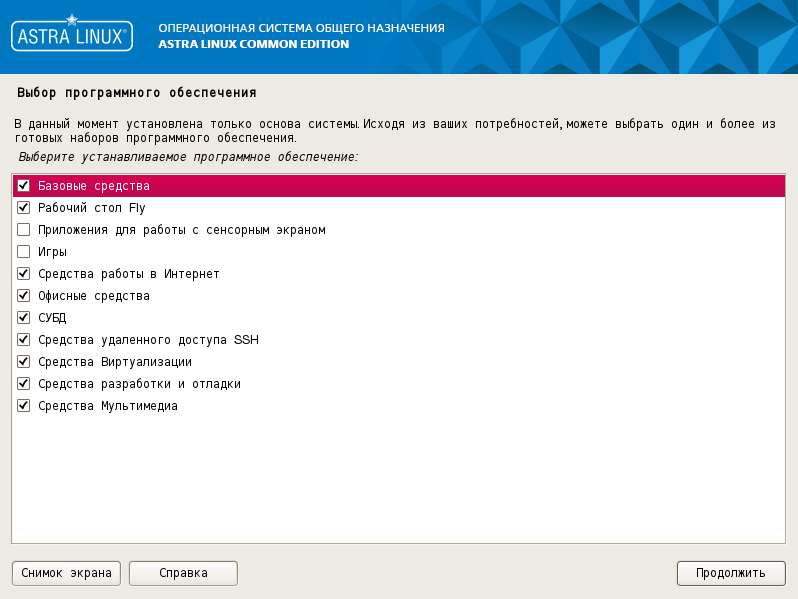 ASTRA LINUX®
ОПЕРАЦИОННАЯ СИСТЕМА ОБЩЕГО НАЗНАЧЕНИЯ
ASTRA LINUX COMMON EDITION
Выбор программного обеспечения
В данный момент установлена только основа системы. Исходя из ваших потребностей, можете выбрать один и более из
готовых наборов программного обеспечения.
Выберите устанавливаемое программное обеспечение:
Базовые средства
Рабочий стол Fly
Приложения для работы с сенсорным экраном
Игры
Средства работы в Интернет
Офисные средства
СУБД
Средства удаленного доступа SSH
Средства Виртуализации
Средства разработки и отладки
Средства Мультимедиа
Снимок экрана Справка Продолжить